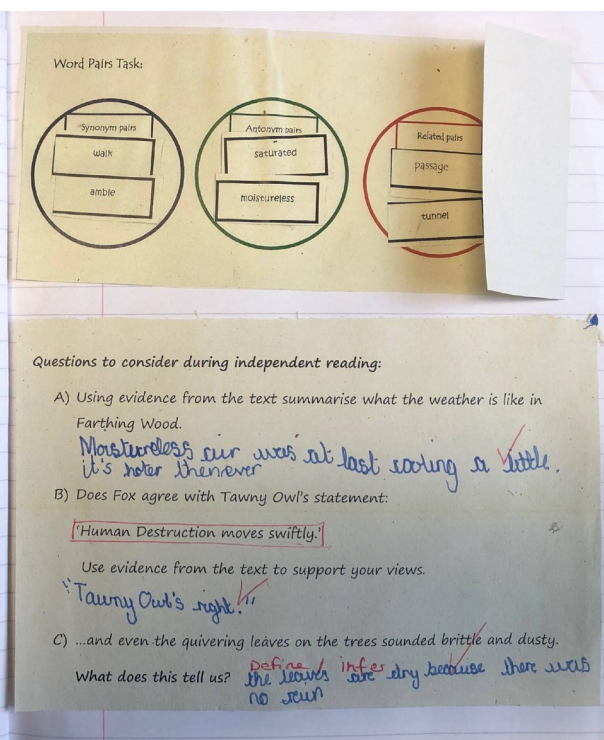 Word Pairs Task:
Synonym pairs
walk
amble
Antonym pairs
saturated
moistureless
Related pairs
passage
tunnel
Questions to consider during independent reading:
A) Using evidence from the text summarise what the weather is like in
Farthing Wood.
Moistureless air was at last cooling a little.
it's hoter then ever
B) Does Fox agree with Tawny Owl's statement:
'Human Destruction moves swiftly.'
Use evidence from the text to support your views.
"Tawny Owl's right."
C) ...and even the quivering leaves on the trees sounded brittle and dusty.
Define / infer
What does this tell us? the leaves are dry because there was
no rain